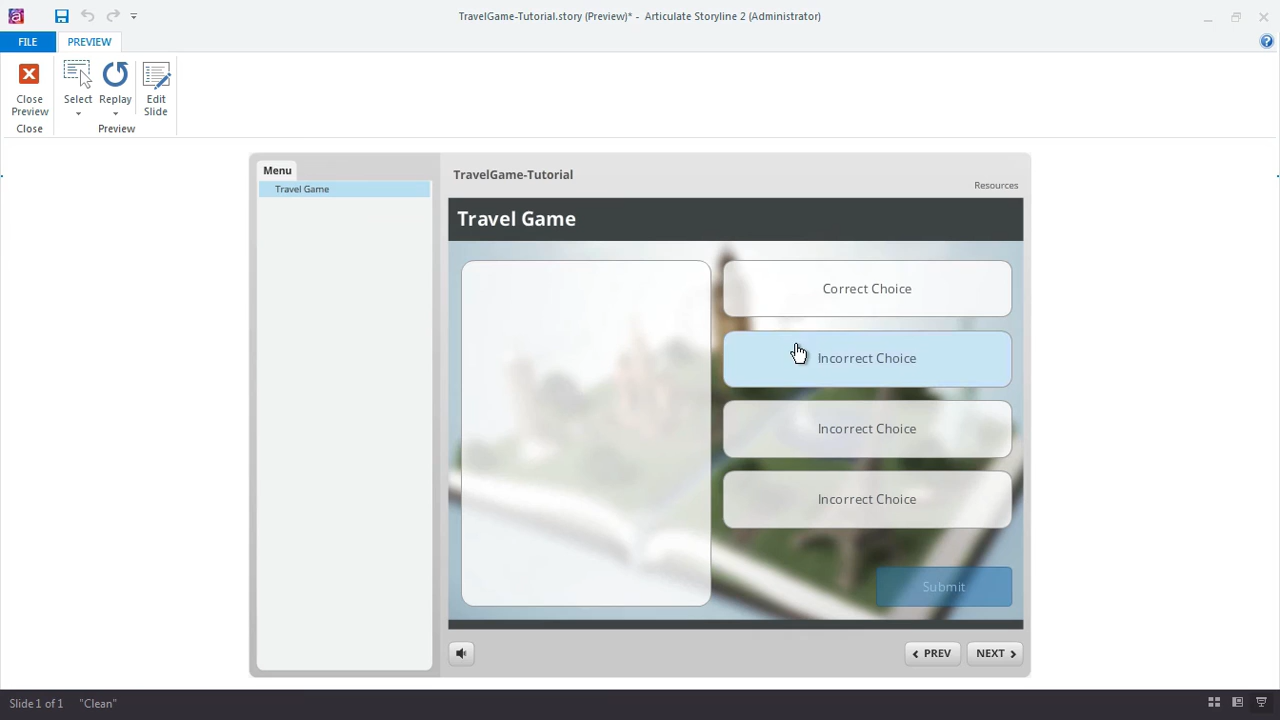 TravelGame-Tutorial.story (Preview)* - Articulate Storyline 2 (Administrator)
FILE
PREVIEW
Close Preview
Select
Replay
Edit Slide
Close
Preview
Menu
Travel Game
TravelGame-Tutorial
Resources
Travel Game
Correct Choice
Incorrect Choice
Incorrect Choice
Incorrect Choice
Submit
PREV
NEXT
Slide 1 of 1
"Clean"